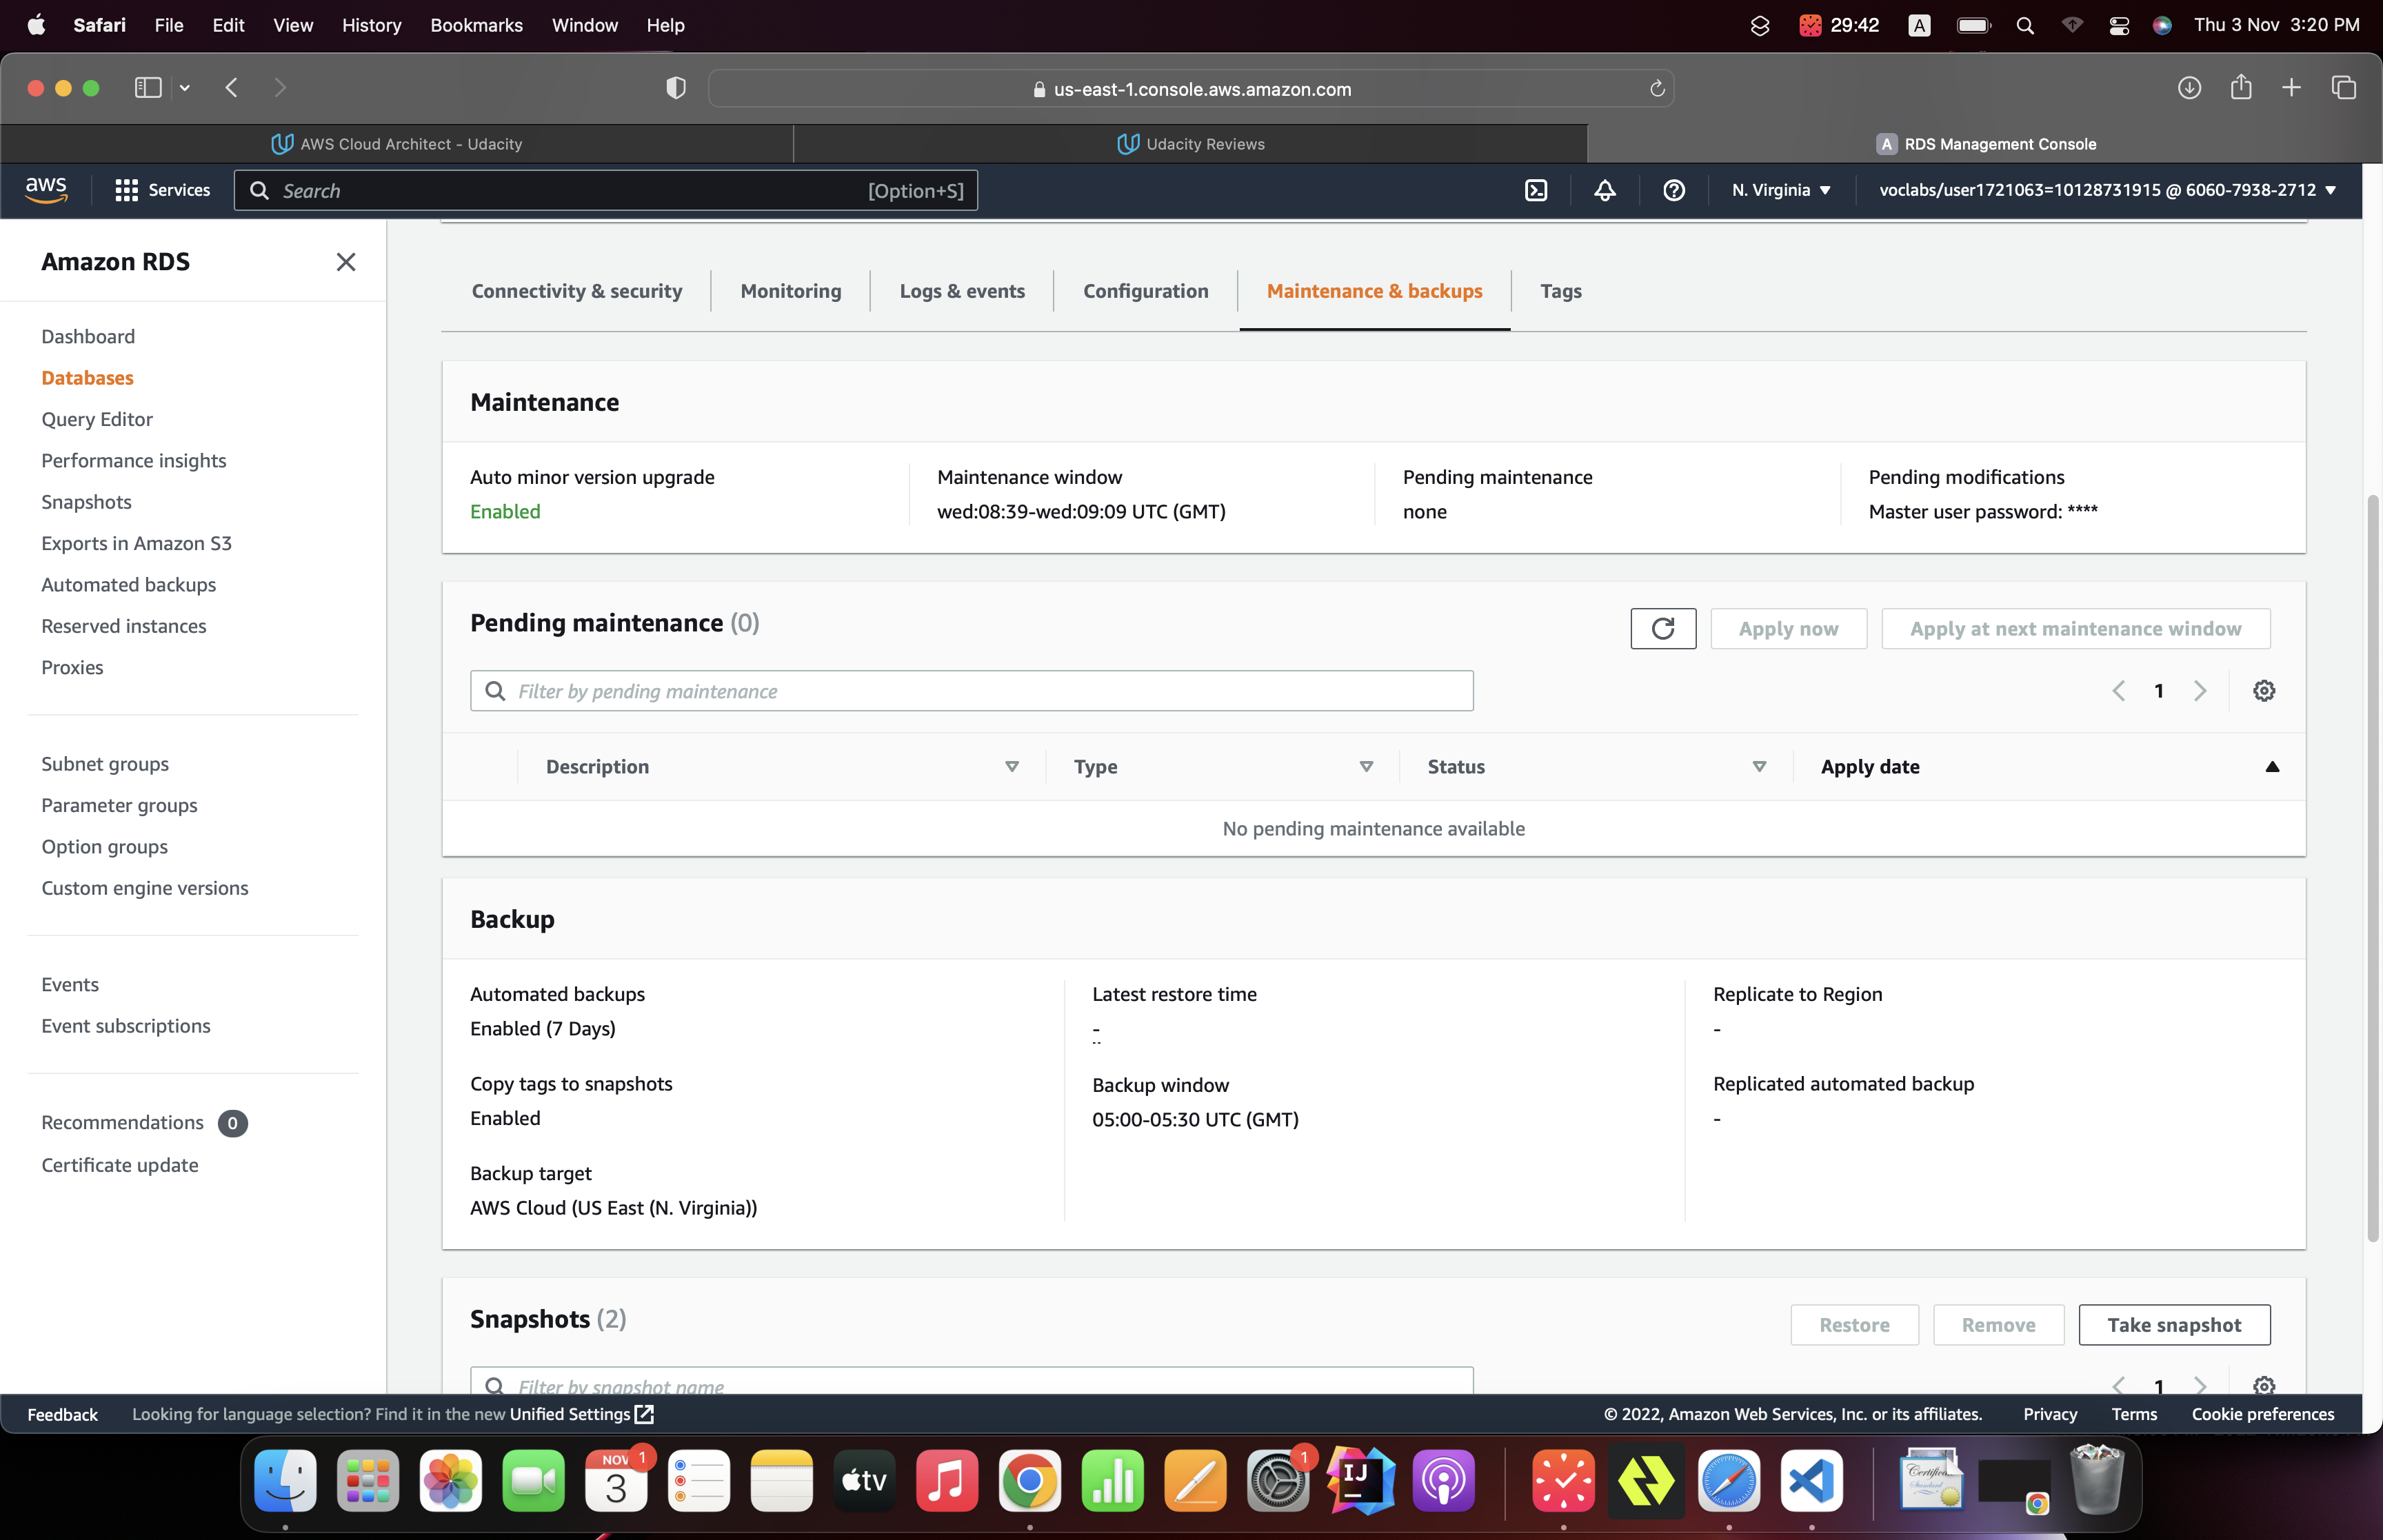 Safari File Edit View History Bookmarks Window Help 29:42 A Thu 3 Nov 3:20 PM
us-east-1.console.aws.amazon.com
AWS Cloud Architect - Udacity Udacity Reviews A RDS Management Console
aws Services Search [Option+S] N. Virginia ▼ voclabs/user1721063=10128731915 @ 6060-7938-2712 ▼
Amazon RDS
Dashboard
Databases
Query Editor
Performance insights
Snapshots
Exports in Amazon S3
Automated backups
Reserved instances
Proxies
Subnet groups
Parameter groups
Option groups
Custom engine versions
Events
Event subscriptions
Recommendations 0
Certificate update
Connectivity & security Monitoring Logs & events Configuration Maintenance & backups Tags
Maintenance
Auto minor version upgrade Maintenance window Pending maintenance Pending modifications
Enabled wed:08:39-wed:09:09 UTC (GMT) none Master user password: ****
Pending maintenance (0) Apply now Apply at next maintenance window
Filter by pending maintenance 1
Description Type Status Apply date
No pending maintenance available
Backup
Automated backups Latest restore time Replicate to Region
Enabled (7 Days) - -
Copy tags to snapshots Backup window Replicated automated backup
Enabled 05:00-05:30 UTC (GMT) -
Backup target
AWS Cloud (US East (N. Virginia))
Snapshots (2) Restore Remove Take snapshot
Filter by snapshot name 1
Feedback Looking for language selection? Find it in the new Unified Settings © 2022, Amazon Web Services, Inc. or its affiliates. Privacy Terms Cookie preferences
NOV 1 3 tv 1 IJ